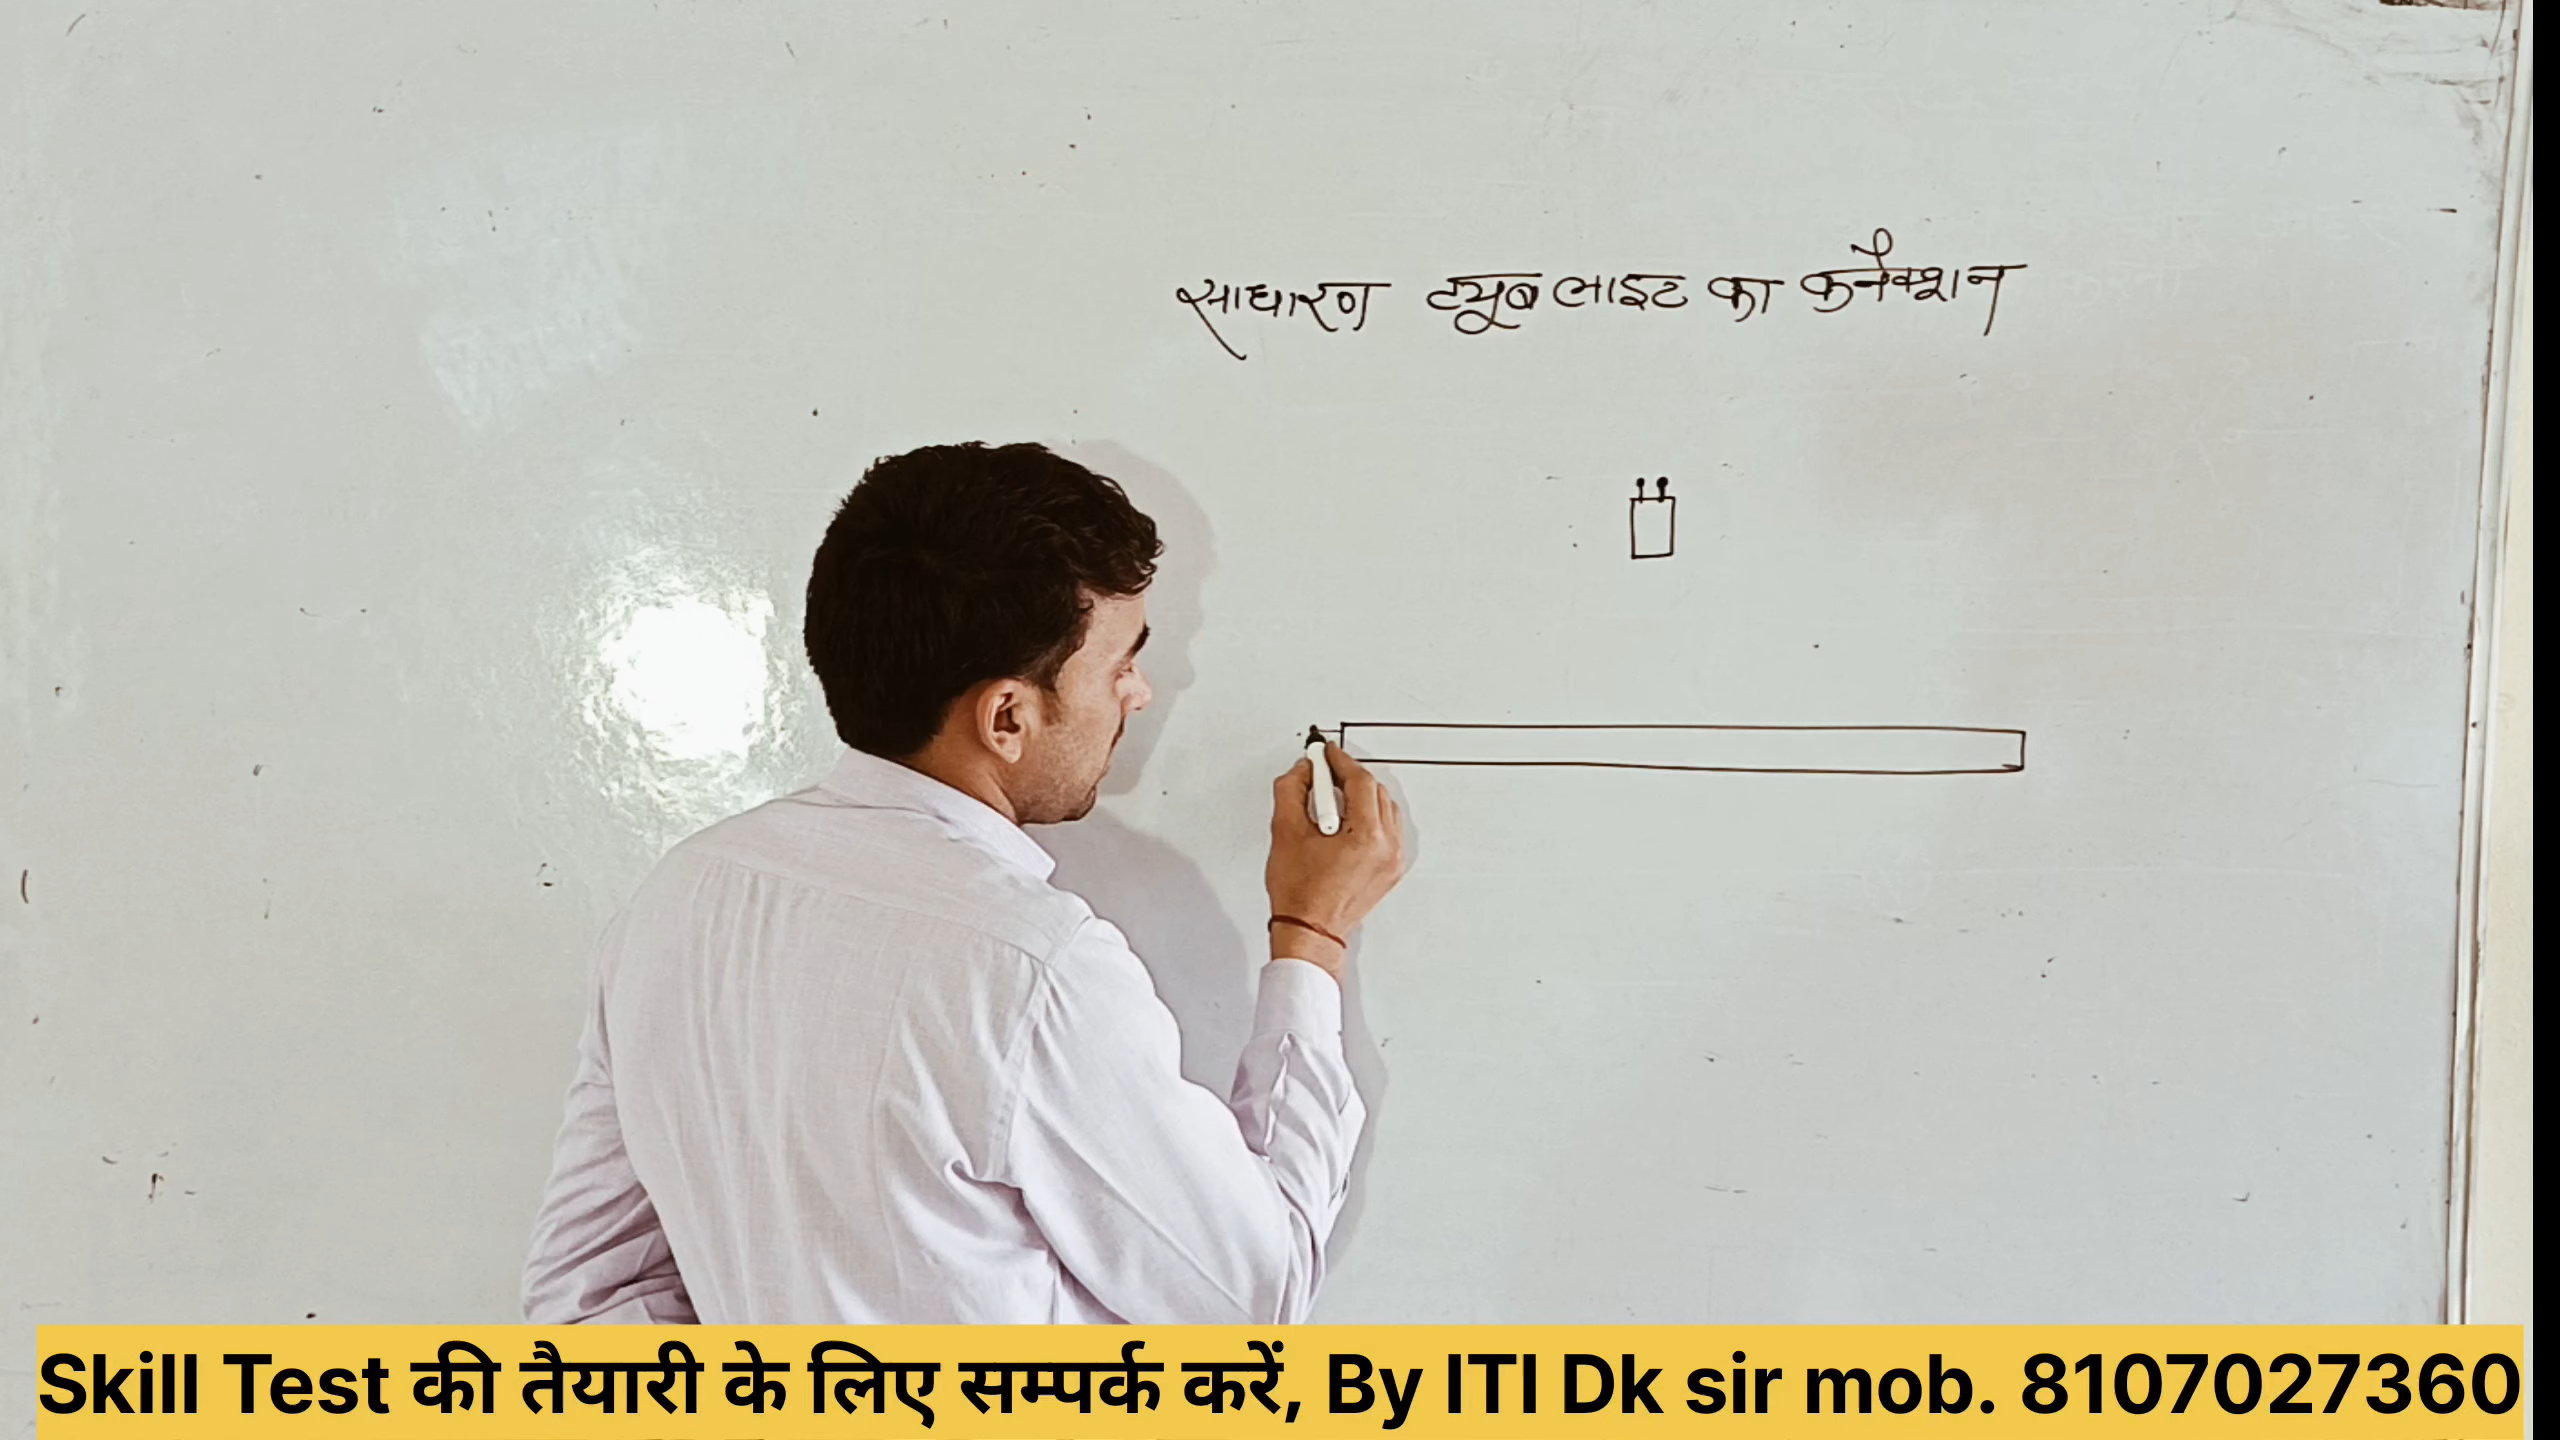 साधारण ट्यूब लाइट का कनैक्शन
Skill Test की तैयारी के लिए सम्पर्क करें, By ITI Dk sir mob. 8107027360